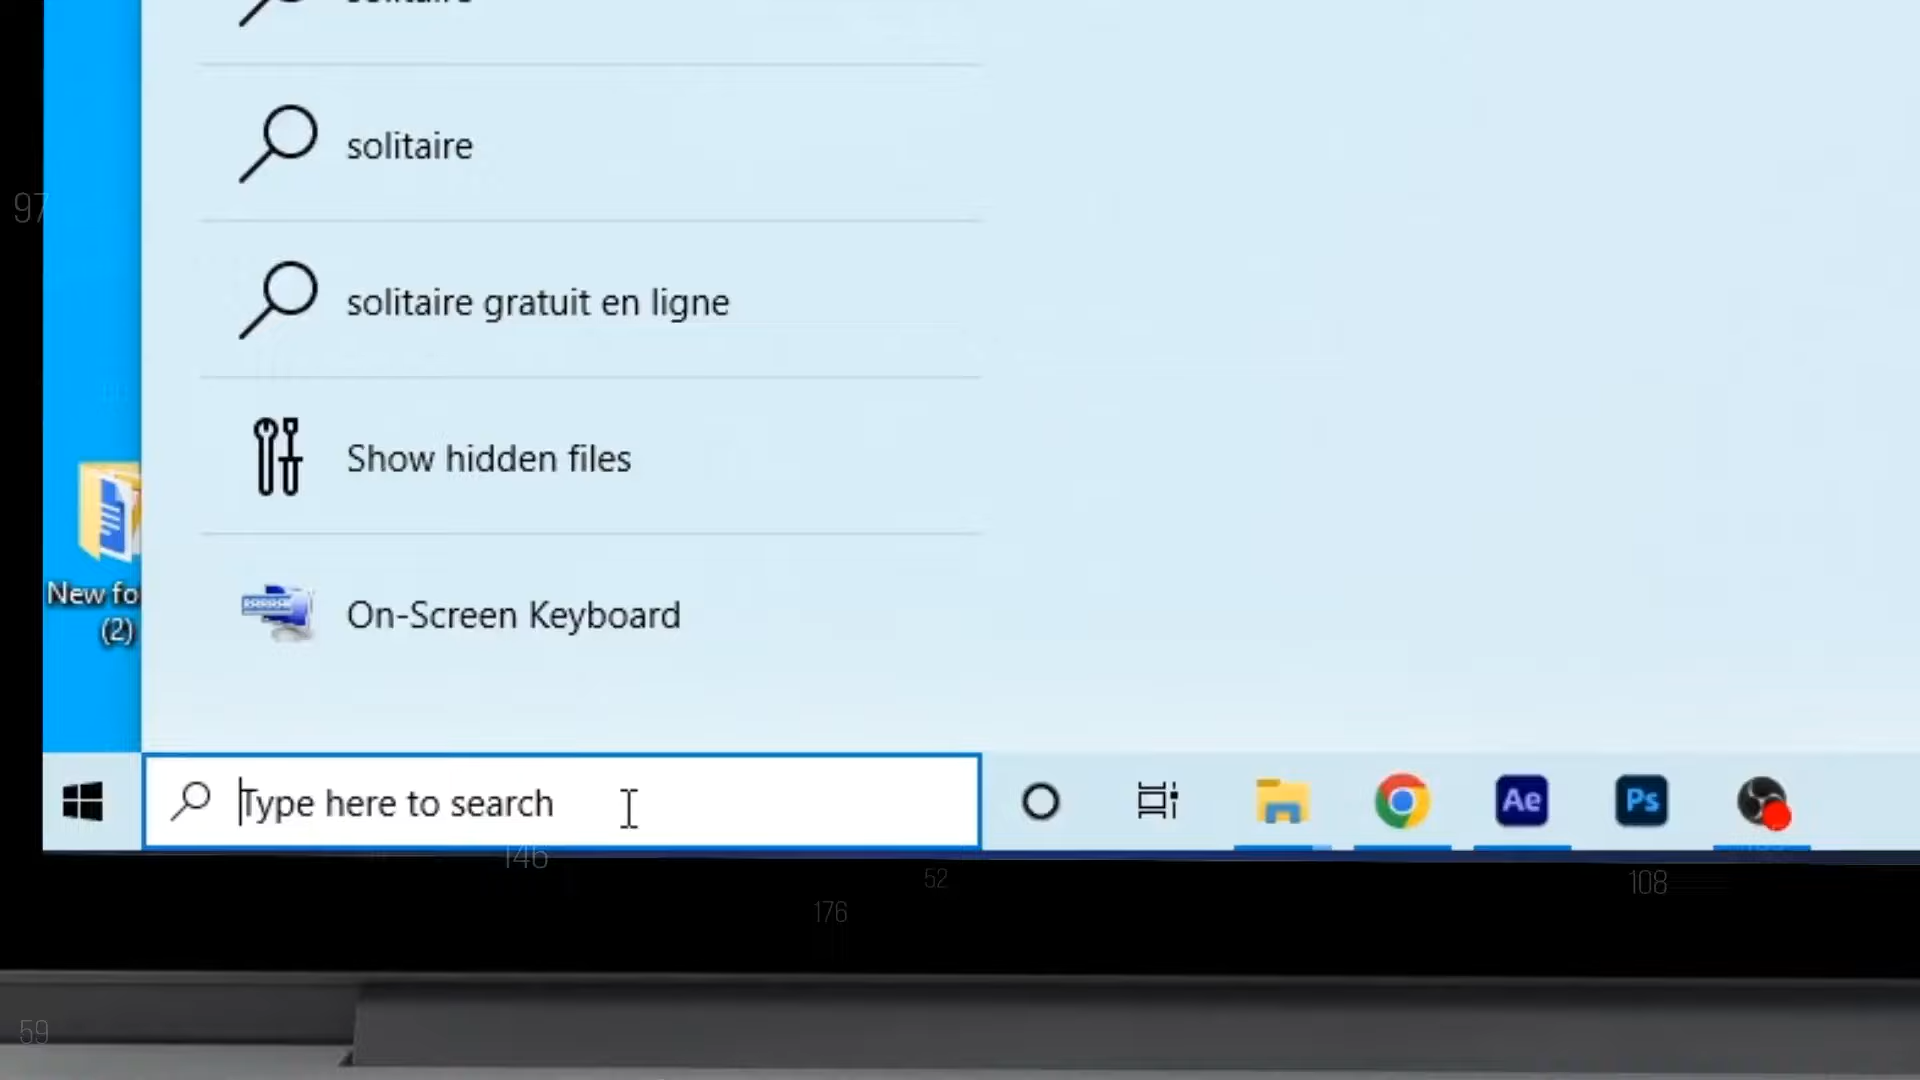 solitaire
solitaire
97
solitaire gratuit en ligne
Show hidden files
New fo
(2)
On-Screen Keyboard
Type here to search
Ae
Ps
146
52
108
176
59